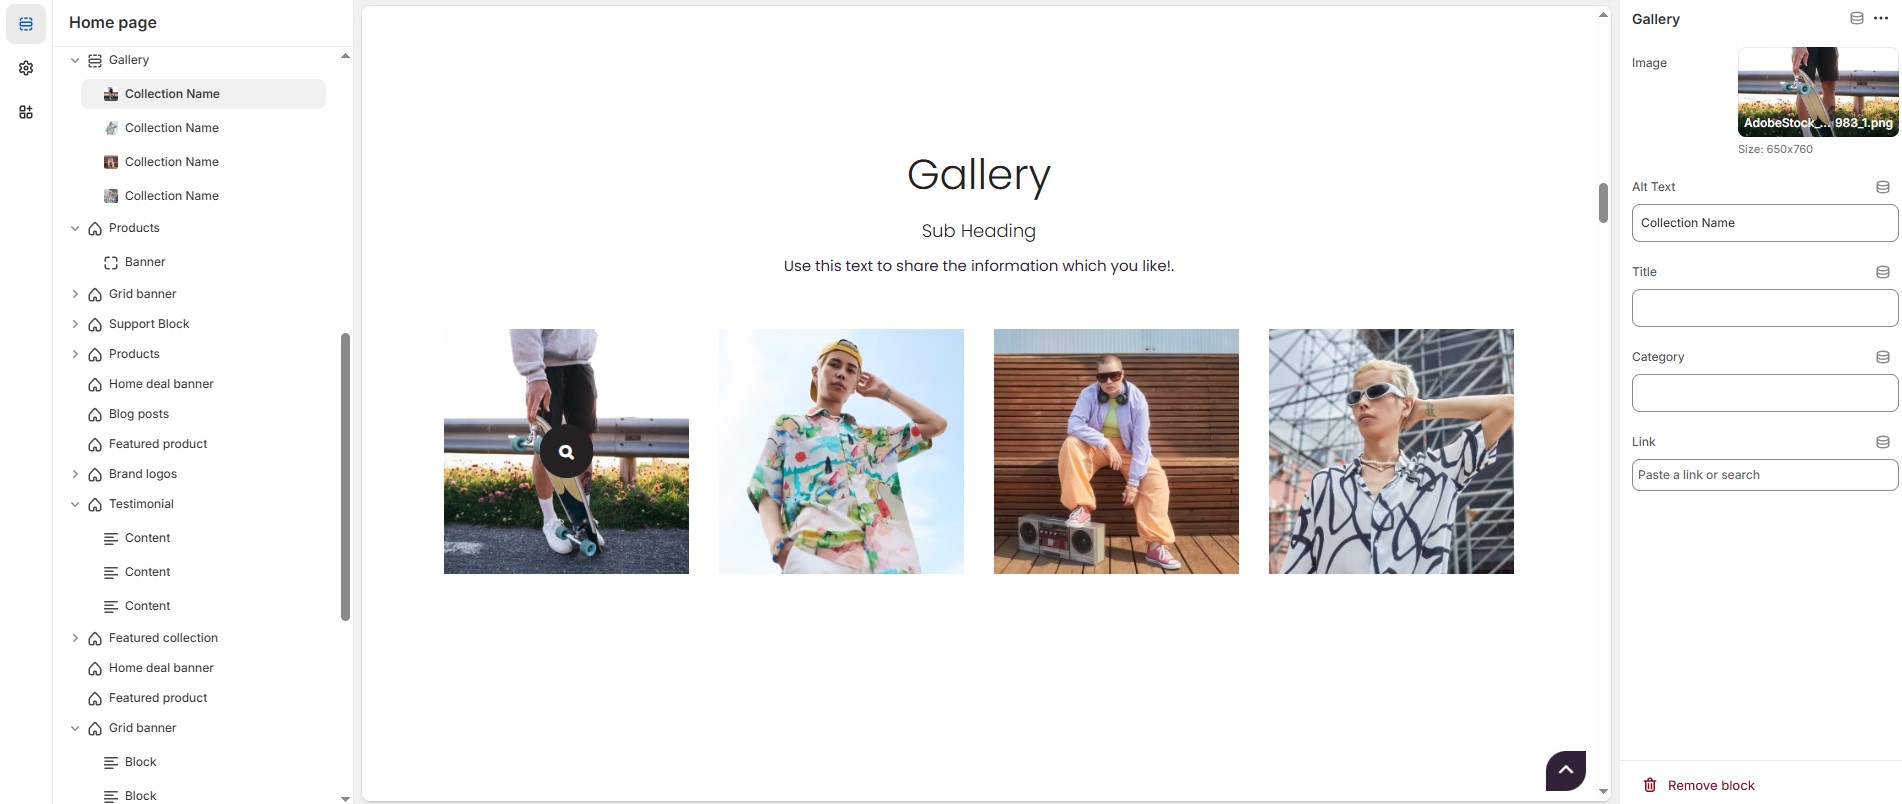 Home page
Gallery
Collection Name
Collection Name
Collection Name
Collection Name
Products
Banner
Grid banner
Support Block
Products
Home deal banner
Blog posts
Featured product
Brand logos
Testimonial
Content
Content
Content
Featured collection
Home deal banner
Featured product
Grid banner
Block
Block
Gallery
Sub Heading
Use this text to share the information which you like!.
Gallery
Image
AdobeStock_... 983_1.png
Size: 650x760
Alt Text
Collection Name
Title
Category
Link
Paste a link or search
Remove block